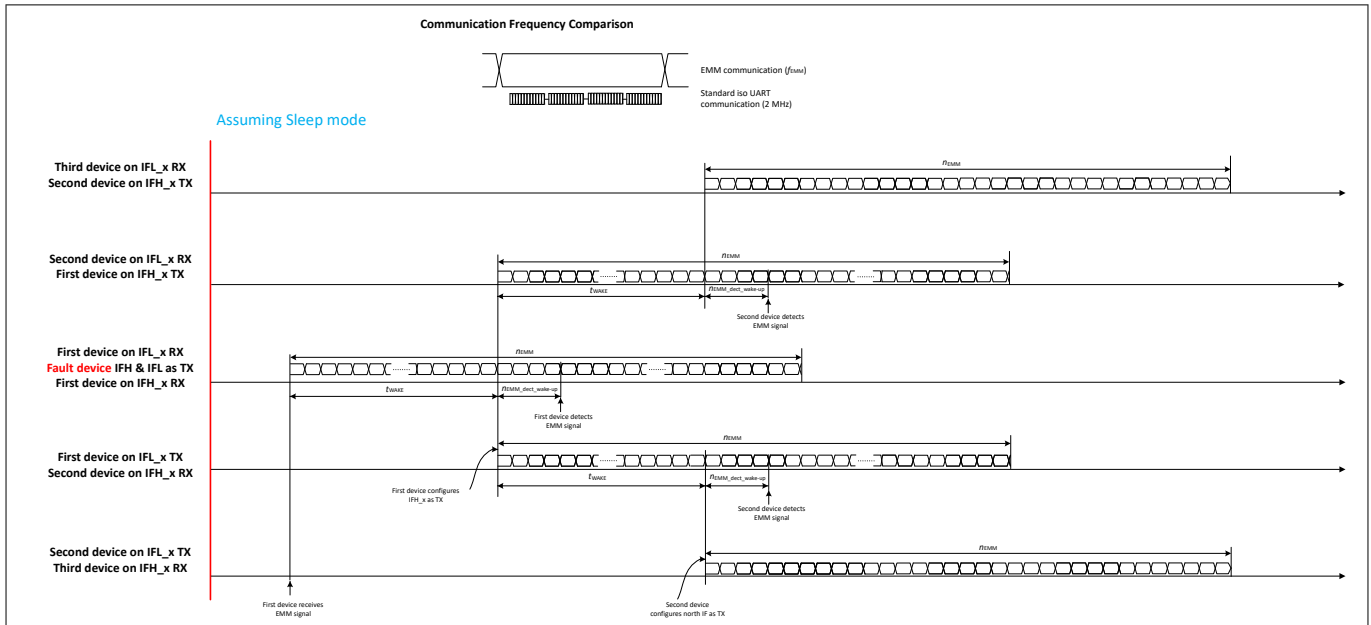 Communication Frequency Comparison
EMM communication (fEMM)
Standard iso UART
communication (2 MHz)
Assuming Sleep mode
Third device on IFL_x RX
Second device on IFH_x TX
nEMM
Second device on IFL_x RX
First device on IFH_x TX
nEMM
tWAKE
nEMM_dect_wake-up
Second device detects
EMM signal
First device on IFL_x RX
Fault device IFH & IFL as TX
First device on IFH_x RX
nEMM
tWAKE
nEMM_dect_wake-up
First device detects
EMM signal
First device on IFL_x TX
Second device on IFH_x RX
nEMM
tWAKE
nEMM_dect_wake-up
First device configures
IFH_x as TX
Second device detects
EMM signal
Second device on IFL_x TX
Third device on IFH_x RX
nEMM
First device receives
EMM signal
Second device
configures north IF as TX